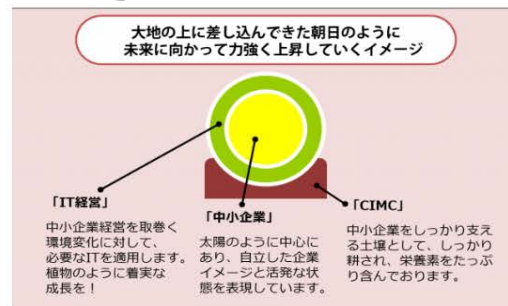 大地の上に差し込んできた朝日のように
未来に向かって力強く上昇していくイメージ
「IT経営」
中小企業経営を取巻く
環境変化に対して、
必要なITを適用します。
植物のように着実な
成長を！
「中小企業」
太陽のように中心に
あり、自立した企業
イメージと活発な状
態を表現しています。
「CIMC」
中小企業をしっかり支え
る土壌として、しっかり
耕され、栄養素をたっぷ
り含んでおります。